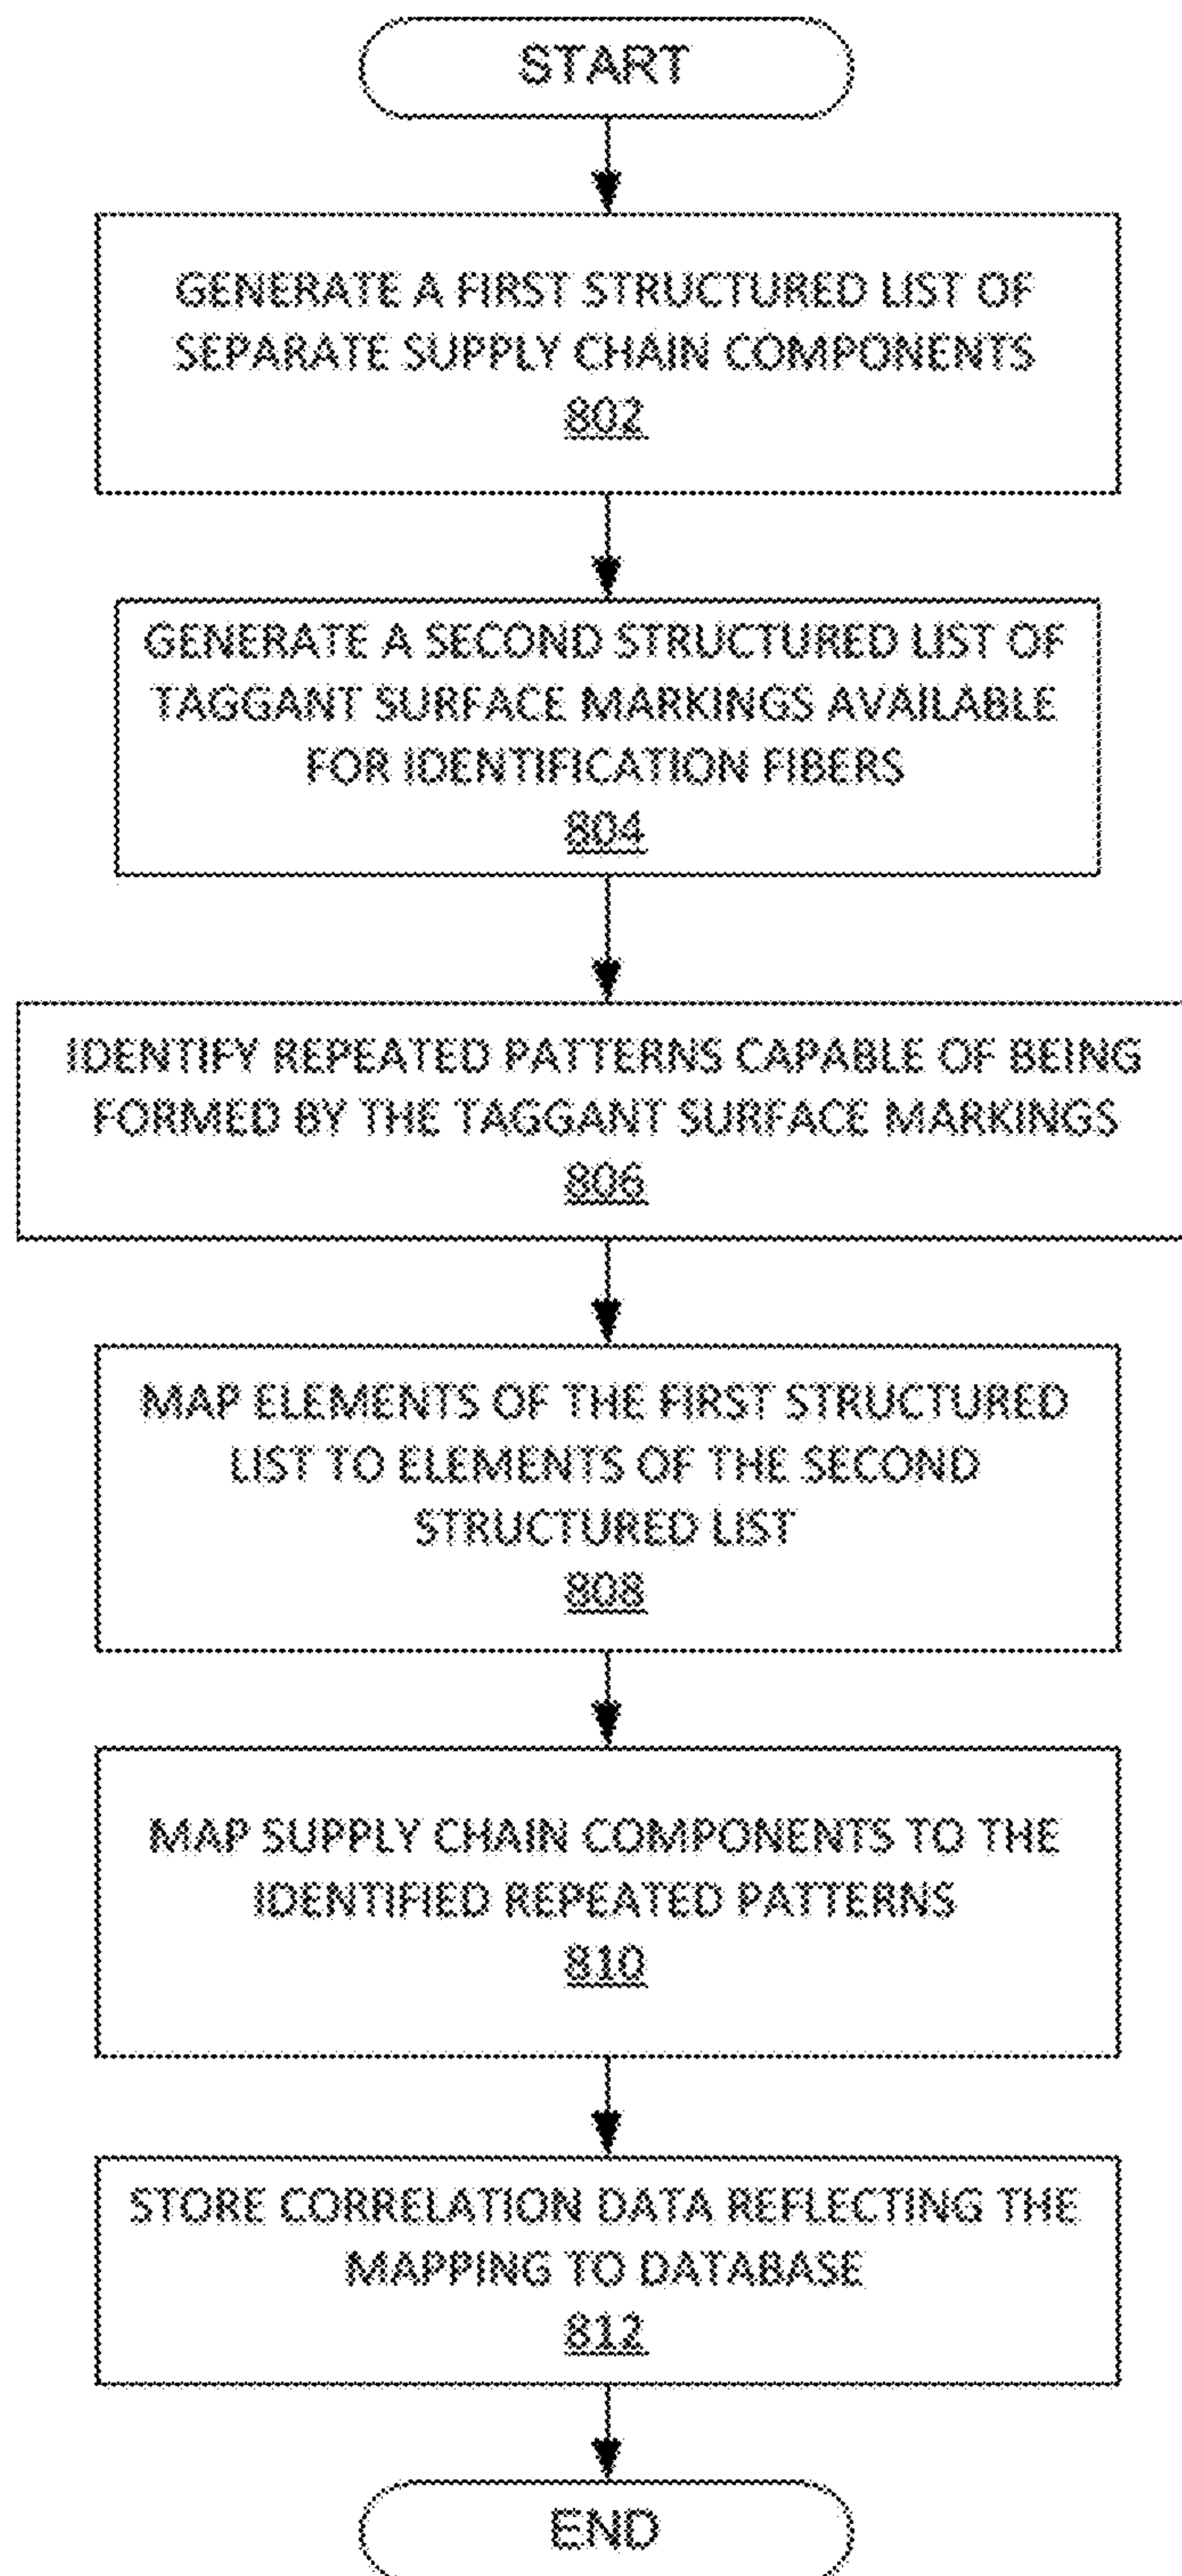 START
GENERATE A FIRST STRUCTURED LIST OF
SEPARATE SUPPLY CHAIN COMPONENTS
802
GENERATE A SECOND STRUCTURED LIST OF
TAGGANT SURFACE MARKINGS AVAILABLE
FOR IDENTIFICATION FIBERS
804
IDENTIFY REPEATED PATTERNS CAPABLE OF BEING
FORMED BY THE TAGGANT SURFACE MARKINGS
806
MAP ELEMENTS OF THE FIRST STRUCTURED
LIST TO ELEMENTS OF THE SECOND
STRUCTURED LIST
808
MAP SUPPLY CHAIN COMPONENTS TO THE
IDENTIFIED REPEATED PATTERNS
810
STORE CORRELATION DATA REFLECTING THE
MAPPING TO DATABASE
812
END